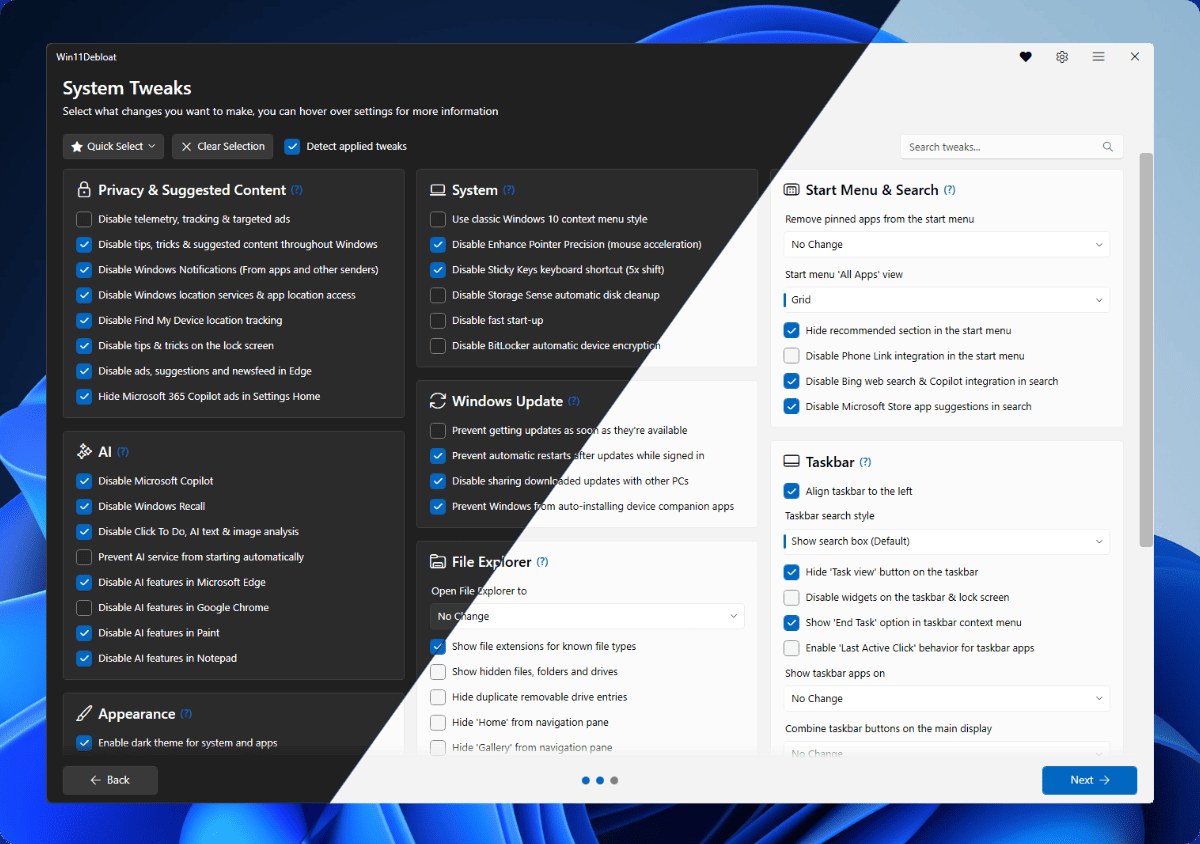 Win11Debloat
System Tweaks
Select what changes you want to make, you can hover over settings for more information
Quick Select
Clear Selection
Detect applied tweaks
Search tweaks...
Privacy & Suggested Content (?)
Disable telemetry, tracking & targeted ads
Disable tips, tricks & suggested content throughout Windows
Disable Windows Notifications (From apps and other senders)
Disable Windows location services & app location access
Disable Find My Device location tracking
Disable tips & tricks on the lock screen
Disable ads, suggestions and newsfeed in Edge
Hide Microsoft 365 Copilot ads in Settings Home
AI (?)
Disable Microsoft Copilot
Disable Windows Recall
Disable Click To Do, AI text & image analysis
Prevent AI service from starting automatically
Disable AI features in Microsoft Edge
Disable AI features in Google Chrome
Disable AI features in Paint
Disable AI features in Notepad
Appearance (?)
Enable dark theme for system and apps
System (?)
Use classic Windows 10 context menu style
Disable Enhance Pointer Precision (mouse acceleration)
Disable Sticky Keys keyboard shortcut (5x shift)
Disable Storage Sense automatic disk cleanup
Disable fast start-up
Disable BitLocker automatic device encryption
Windows Update (?)
Prevent getting updates as soon as they're available
Prevent automatic restarts after updates while signed in
Disable sharing downloaded updates with other PCs
Prevent Windows from auto-installing device companion apps
File Explorer (?)
Open File Explorer to
No Change
Show file extensions for known file types
Show hidden files, folders and drives
Hide duplicate removable drive entries
Hide 'Home' from navigation pane
Hide 'Gallery' from navigation pane
Start Menu & Search (?)
Remove pinned apps from the start menu
No Change
Start menu 'All Apps' view
Grid
Hide recommended section in the start menu
Disable Phone Link integration in the start menu
Disable Bing web search & Copilot integration in search
Disable Microsoft Store app suggestions in search
Taskbar (?)
Align taskbar to the left
Taskbar search style
Show search box (Default)
Hide 'Task view' button on the taskbar
Disable widgets on the taskbar & lock screen
Show 'End Task' option in taskbar context menu
Enable 'Last Active Click' behavior for taskbar apps
Show taskbar apps on
No Change
Combine taskbar buttons on the main display
No Change
Back
Next